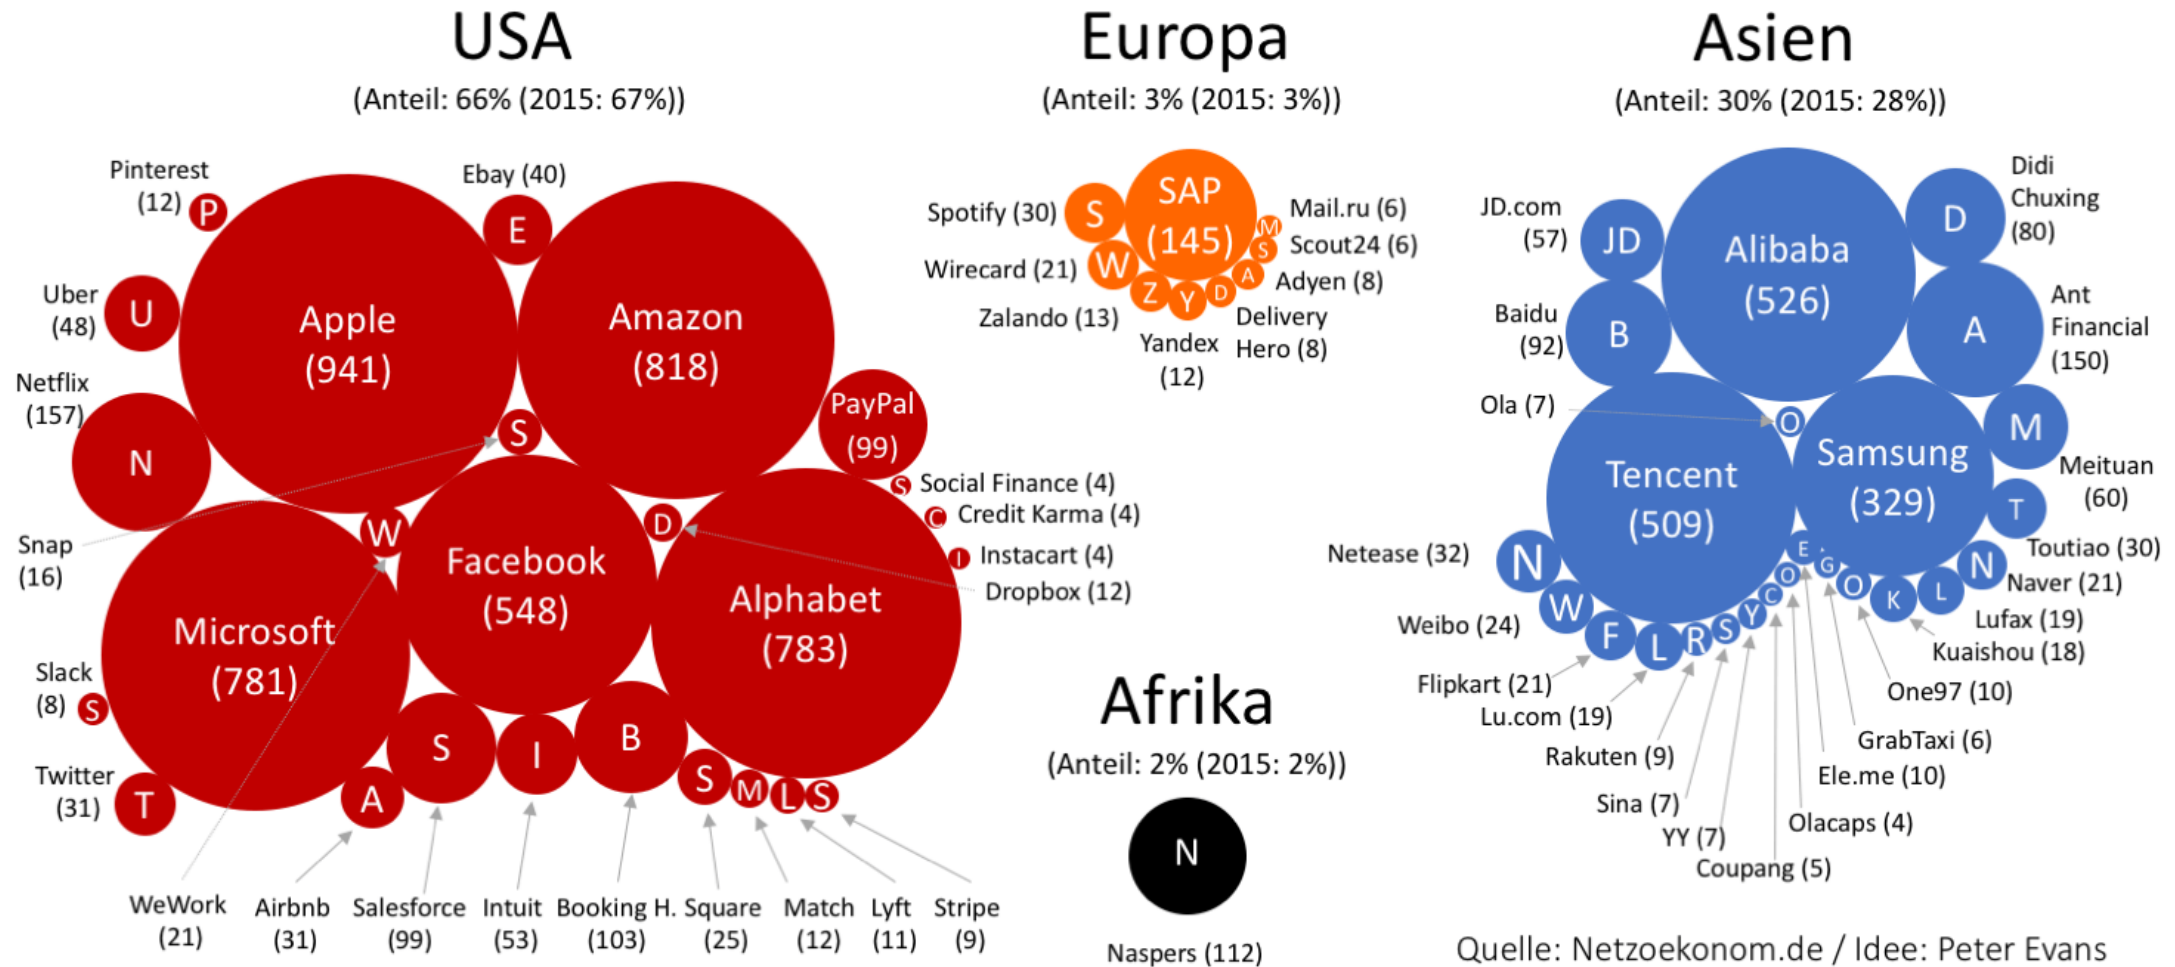 USA
(Anteil: 66% (2015: 67%))
Pinterest
(12)
P
Ebay (40)
E
Uber
(48)
U
Apple
(941)
Amazon
(818)
Netflix
(157)
N
S
PayPal
(99)
S
Social Finance (4)
C
Credit Karma (4)
I
Instacart (4)
Dropbox (12)
D
W
Snap
(16)
Facebook
(548)
Alphabet
(783)
Microsoft
(781)
Slack
(8)
S
Twitter
(31)
T
A
S
I
B
S
M
L
S
WeWork
(21)
Airbnb
(31)
Salesforce
(99)
Intuit
(53)
Booking H.
(103)
Square
(25)
Match
(12)
Lyft
(11)
Stripe
(9)
Europa
(Anteil: 3% (2015: 3%))
SAP
(145)
Spotify (30)
S
Wirecard (21)
W
Zalando (13)
Z
Yandex
(12)
Y
D
Delivery
Hero (8)
A
Adyen (8)
S
Scout24 (6)
M
Mail.ru (6)
Afrika
(Anteil: 2% (2015: 2%))
N
Naspers (112)
Asien
(Anteil: 30% (2015: 28%))
JD.com
(57)
JD
Alibaba
(526)
D
Didi
Chuxing
(80)
Baidu
(92)
B
A
Ant
Financial
(150)
Ola (7)
O
Tencent
(509)
Samsung
(329)
M
Meituan
(60)
T
Toutiao (30)
N
Naver (21)
L
Lufax (19)
K
Kuaishou (18)
O
One97 (10)
G
GrabTaxi (6)
E
Ele.me (10)
O
Olacaps (4)
C
Coupang (5)
Y
YY (7)
S
Sina (7)
R
Rakuten (9)
L
Lu.com (19)
F
Flipkart (21)
W
Weibo (24)
N
Netease (32)
Quelle: Netzoekonom.de / Idee: Peter Evans